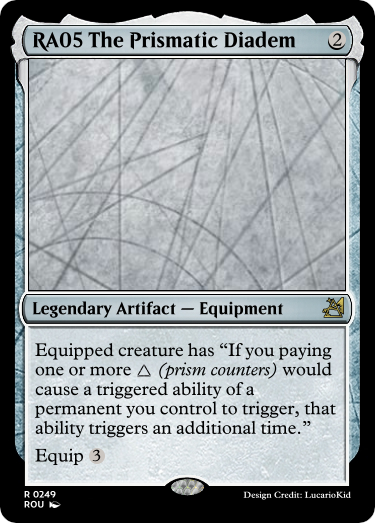 RA05 The Prismatic Diadem 2
Legendary Artifact — Equipment
Equipped creature has “If you paying
one or more △ (prism counters) would
cause a triggered ability of a
permanent you control to trigger, that
ability triggers an additional time.”
Equip 3
R 0249
ROU
Design Credit: LucarioKid